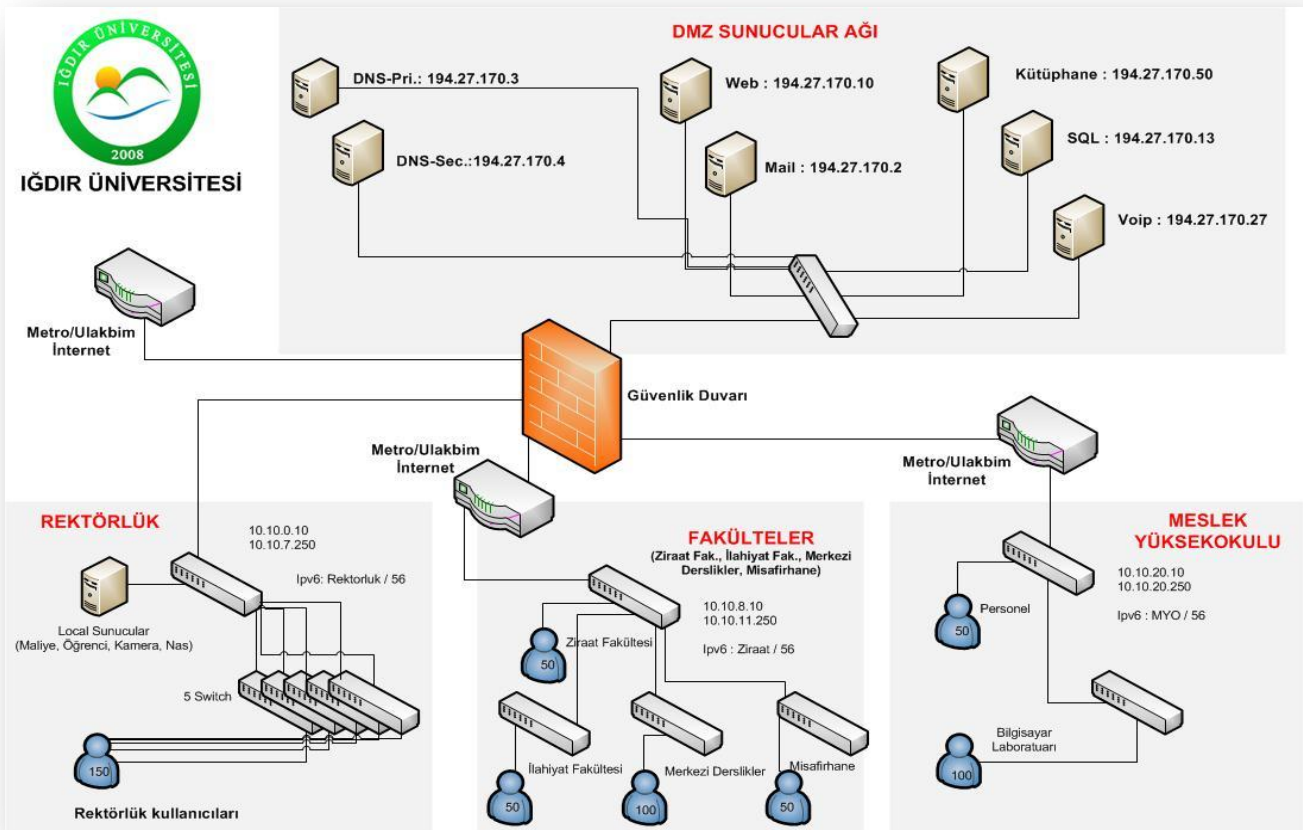 IĞDIR ÜNİVERSİTESİ
2008
IĞDIR ÜNİVERSİTESİ
DMZ SUNUCULAR AĞI
DNS-Pri.: 194.27.170.3
DNS-Sec.:194.27.170.4
Web : 194.27.170.10
Mail : 194.27.170.2
Kütüphane : 194.27.170.50
SQL : 194.27.170.13
Voip : 194.27.170.27
Metro/Ulakbim
İnternet
Güvenlik Duvarı
Metro/Ulakbim
İnternet
Metro/Ulakbim
İnternet
REKTÖRLÜK
10.10.0.10
10.10.7.250
Ipv6: Rektorluk / 56
Local Sunucular
(Maliye, Öğrenci, Kamera, Nas)
5 Switch
150
Rektörlük kullanıcıları
FAKÜLTELER
(Ziraat Fak., İlahiyat Fak., Merkezi
Derslikler, Misafirhane)
10.10.8.10
10.10.11.250
Ipv6 : Ziraat / 56
Ziraat Fakültesi
50
İlahiyat Fakültesi
50
Merkezi Derslikler
100
Misafirhane
50
MESLEK
YÜKSEKOKULU
10.10.20.10
10.10.20.250
Ipv6 : MYO / 56
Personel
50
Bilgisayar
Laboratuarı
100